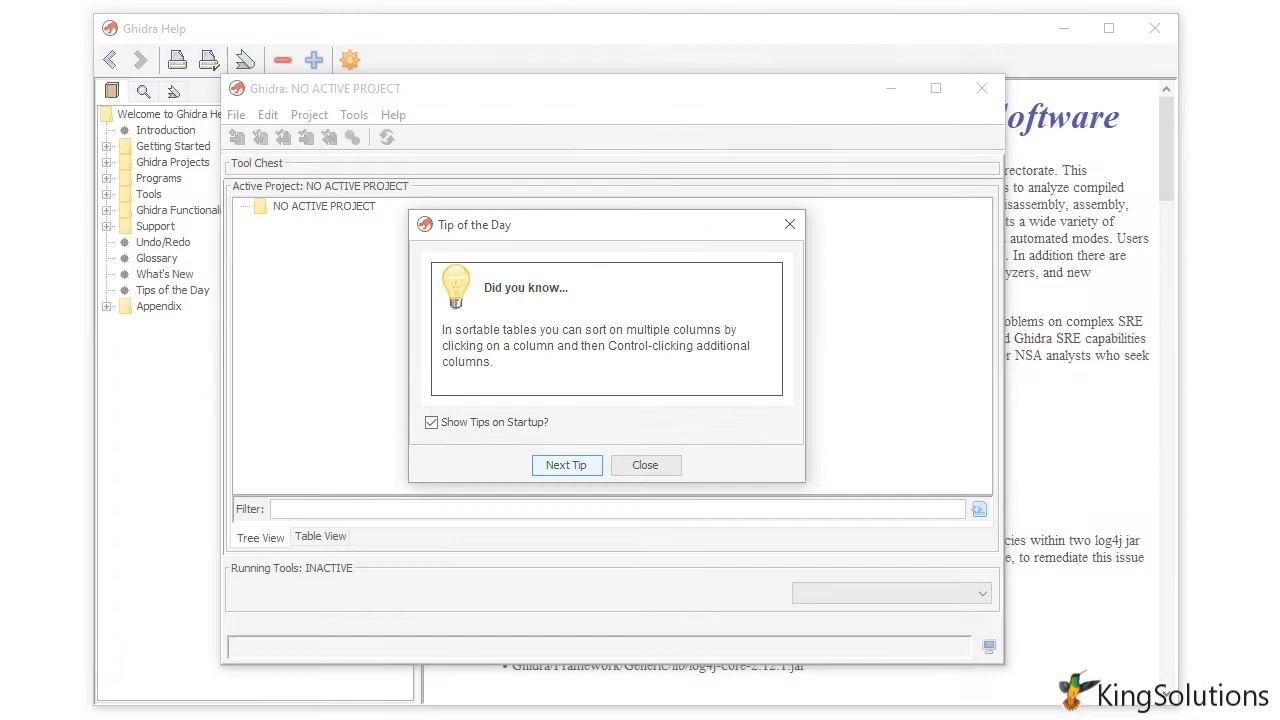 Ghidra Help
Welcome to Ghidra He
Introduction
Getting Started
Ghidra Projects
Programs
Tools
Ghidra Functionali
Support
Undo/Redo
Glossary
What's New
Tips of the Day
Appendix
Ghidra: NO ACTIVE PROJECT
File Edit Project Tools Help
Tool Chest
Active Project: NO ACTIVE PROJECT
NO ACTIVE PROJECT
Tip of the Day
Did you know...
In sortable tables you can sort on multiple columns by
clicking on a column and then Control-clicking additional
columns.
Show Tips on Startup?
Next Tip Close
Filter:
Tree View Table View
Running Tools: INACTIVE
oftware
rectorate. This
s to analyze compiled
isassembly, assembly,
ts a wide variety of
automated modes. Users
. In addition there are
yzers, and new
oblems on complex SRE
d Ghidra SRE capabilities
r NSA analysts who seek
cies within two log4j jar
e, to remediate this issue
• Ghidra/Framework/Generic/lib/log4j-core-2.12.1.jar
KingSolutions